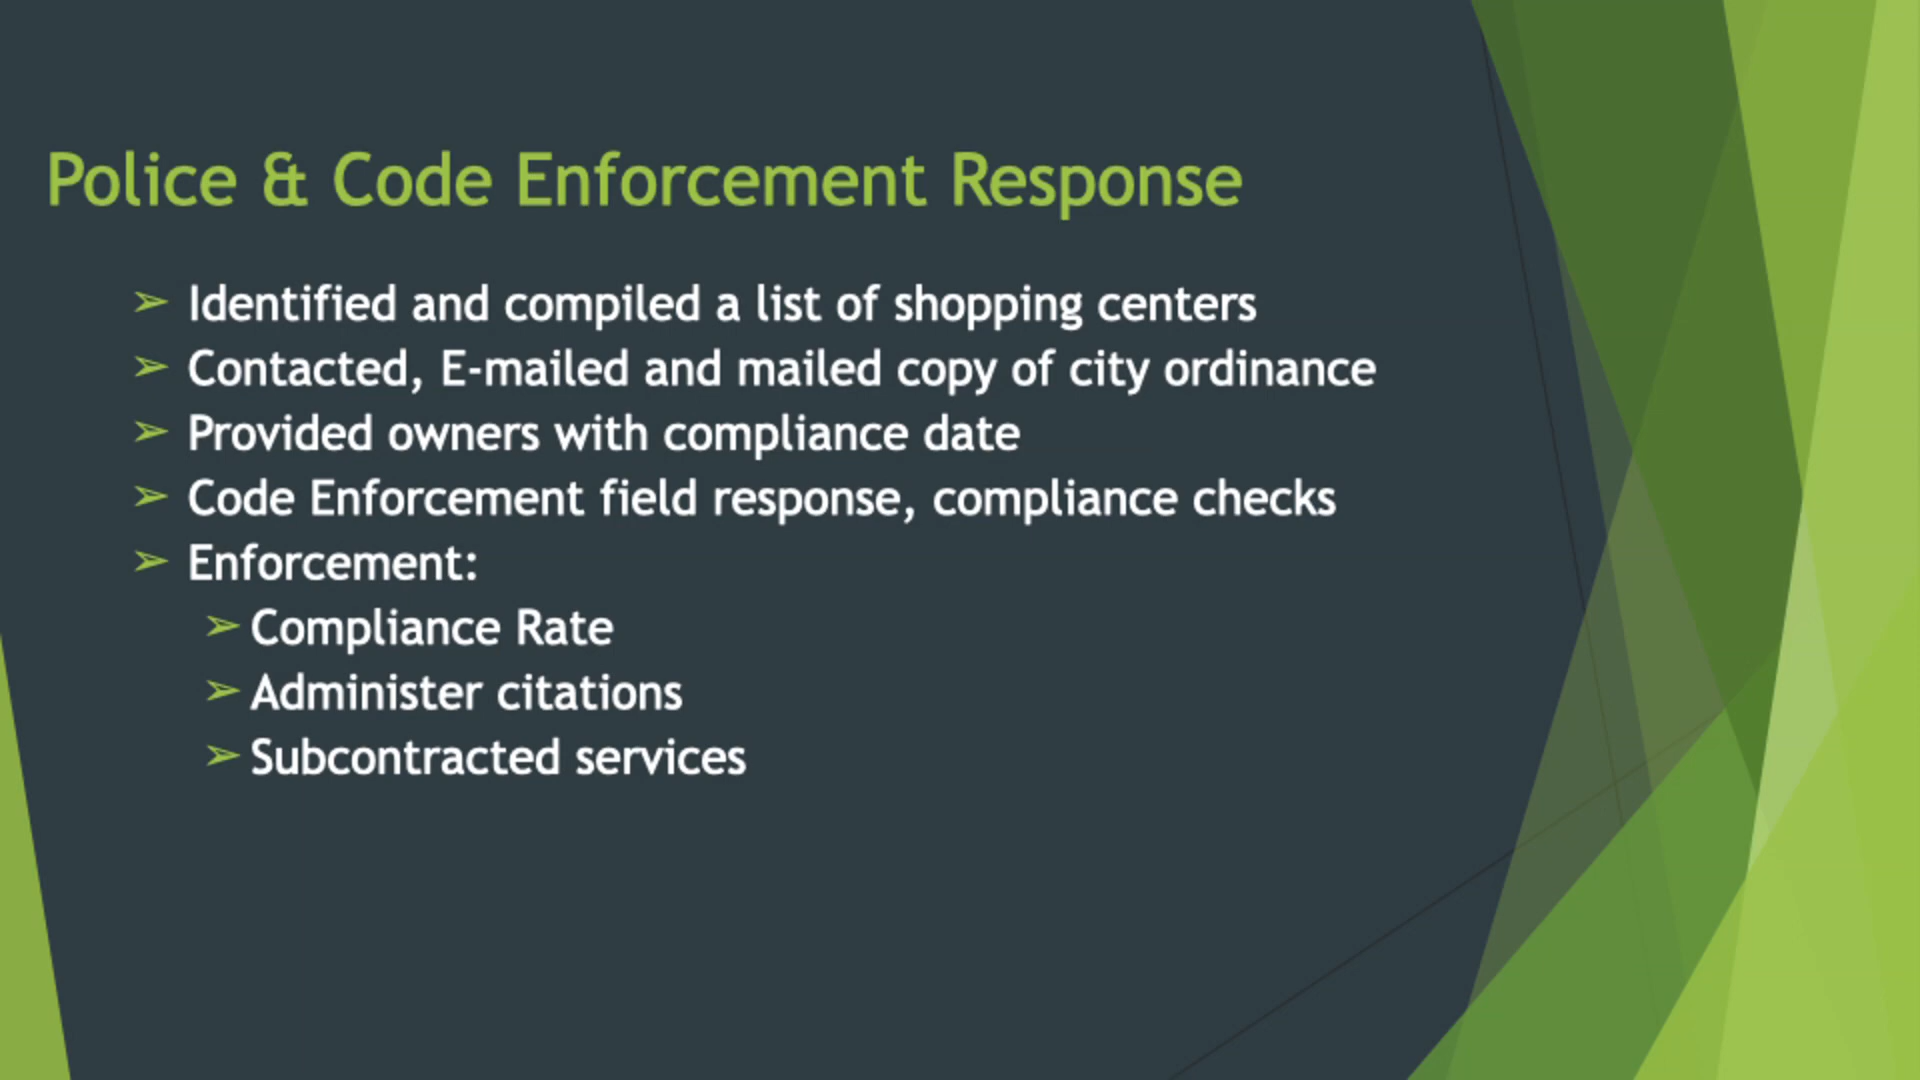 Police & Code Enforcement Response
➢ Identified and compiled a list of shopping centers
➢ Contacted, E-mailed and mailed copy of city ordinance
➢ Provided owners with compliance date
➢ Code Enforcement field response, compliance checks
➢ Enforcement:
➢ Compliance Rate
➢ Administer citations
➢ Subcontracted services